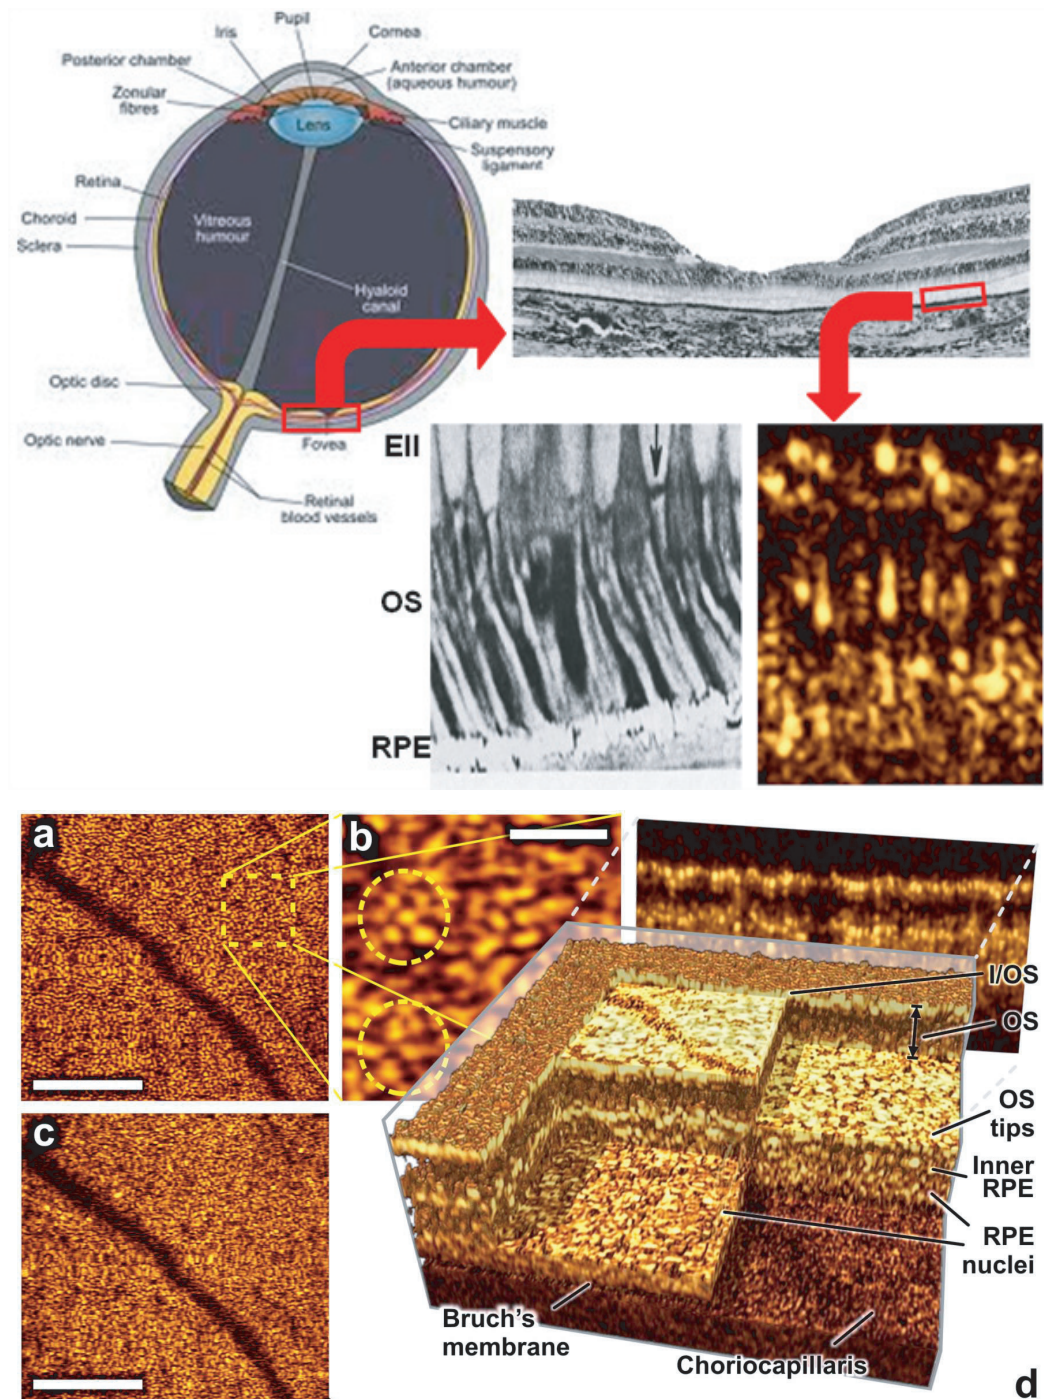 Pupil
Iris
Cornea
Posterior chamber
Anterior chamber
(aqueous humour)
Zonular
fibres
Lens
Ciliary muscle
Suspensory
ligament
Retina
Choroid
Sclera
Vitreous
humour
Hyaloid
canal
Optic disc
Optic nerve
Fovea
Retinal
blood vessels
EII
OS
RPE
a
b
c
I/OS
OS
OS
tips
Inner
RPE
RPE
nuclei
Bruch's
membrane
Choriocapillaris
d